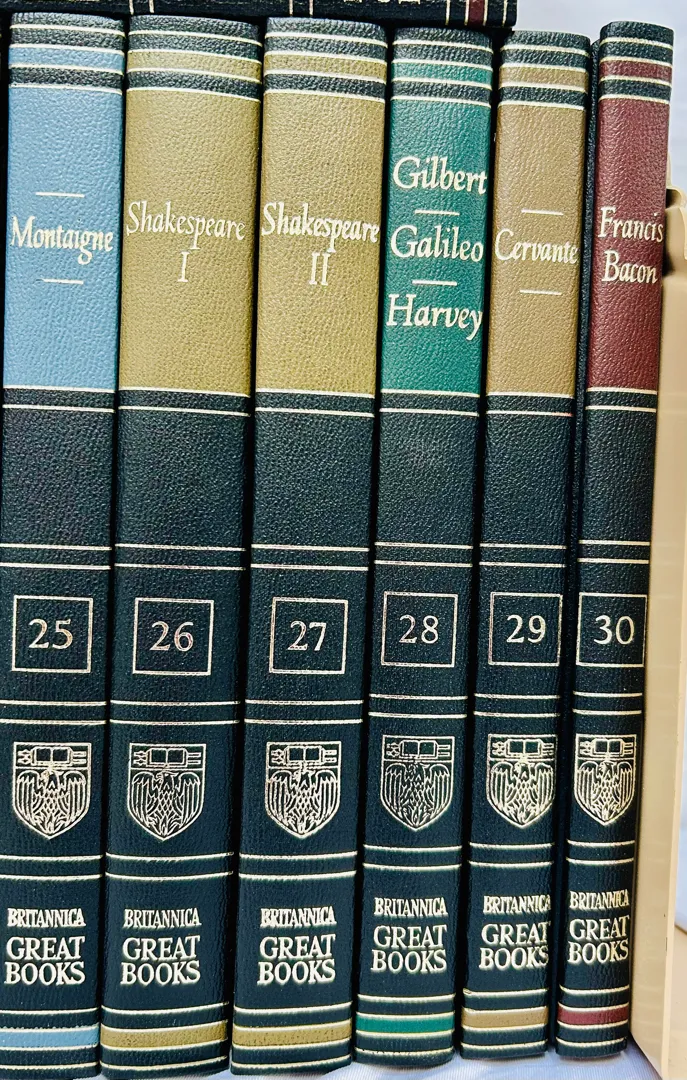 Montaigne
25
BRITANNICA
GREAT
BOOKS
Shakespeare
I
26
BRITANNICA
GREAT
BOOKS
Shakespeare
II
27
BRITANNICA
GREAT
BOOKS
Gilbert
Galileo
Harvey
28
BRITANNICA
GREAT
BOOKS
Cervante
29
BRITANNICA
GREAT
BOOKS
Francis
Bacon
30
BRITANNICA
GREAT
BOOKS